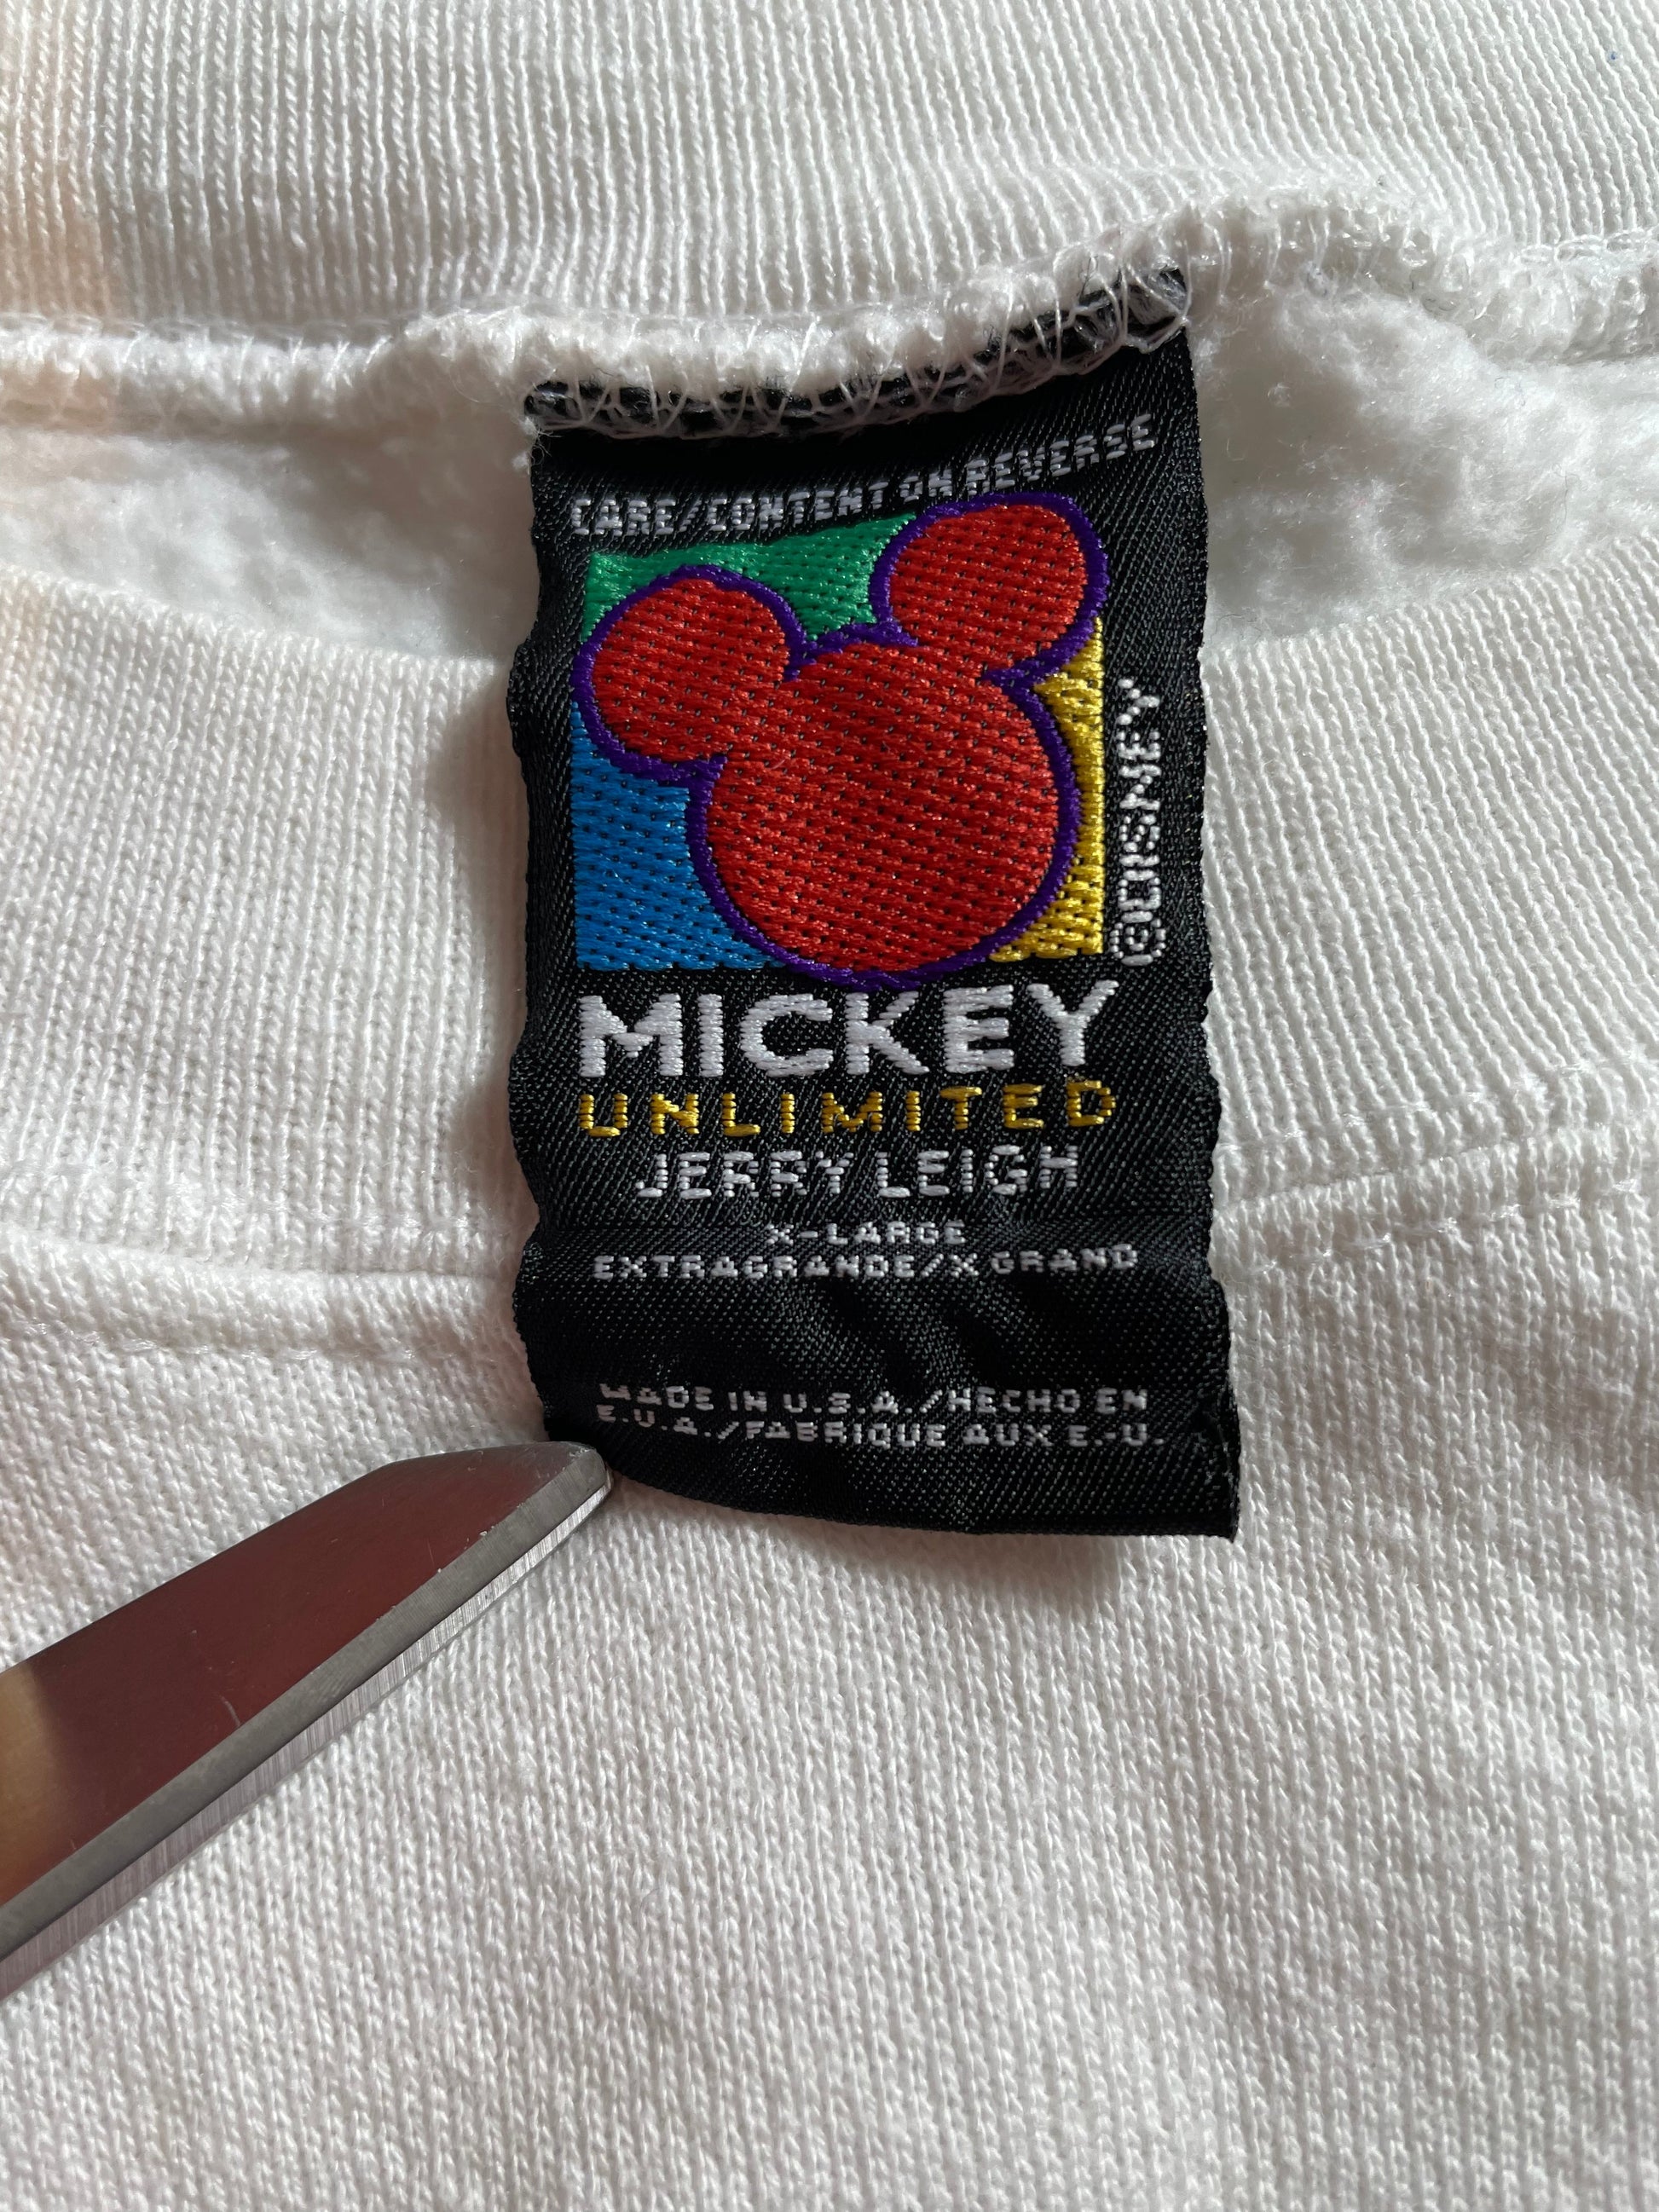 CARE/CONTENT ON REVERSE
©DISNEY
MICKEY
UNLIMITED
JERRY LEIGH
X-LARGE
EXTRAGRANDE/X GRAND
MADE IN U.S.A./HECHO EN
E.U.A./FABRIQUE AUX E.-U.